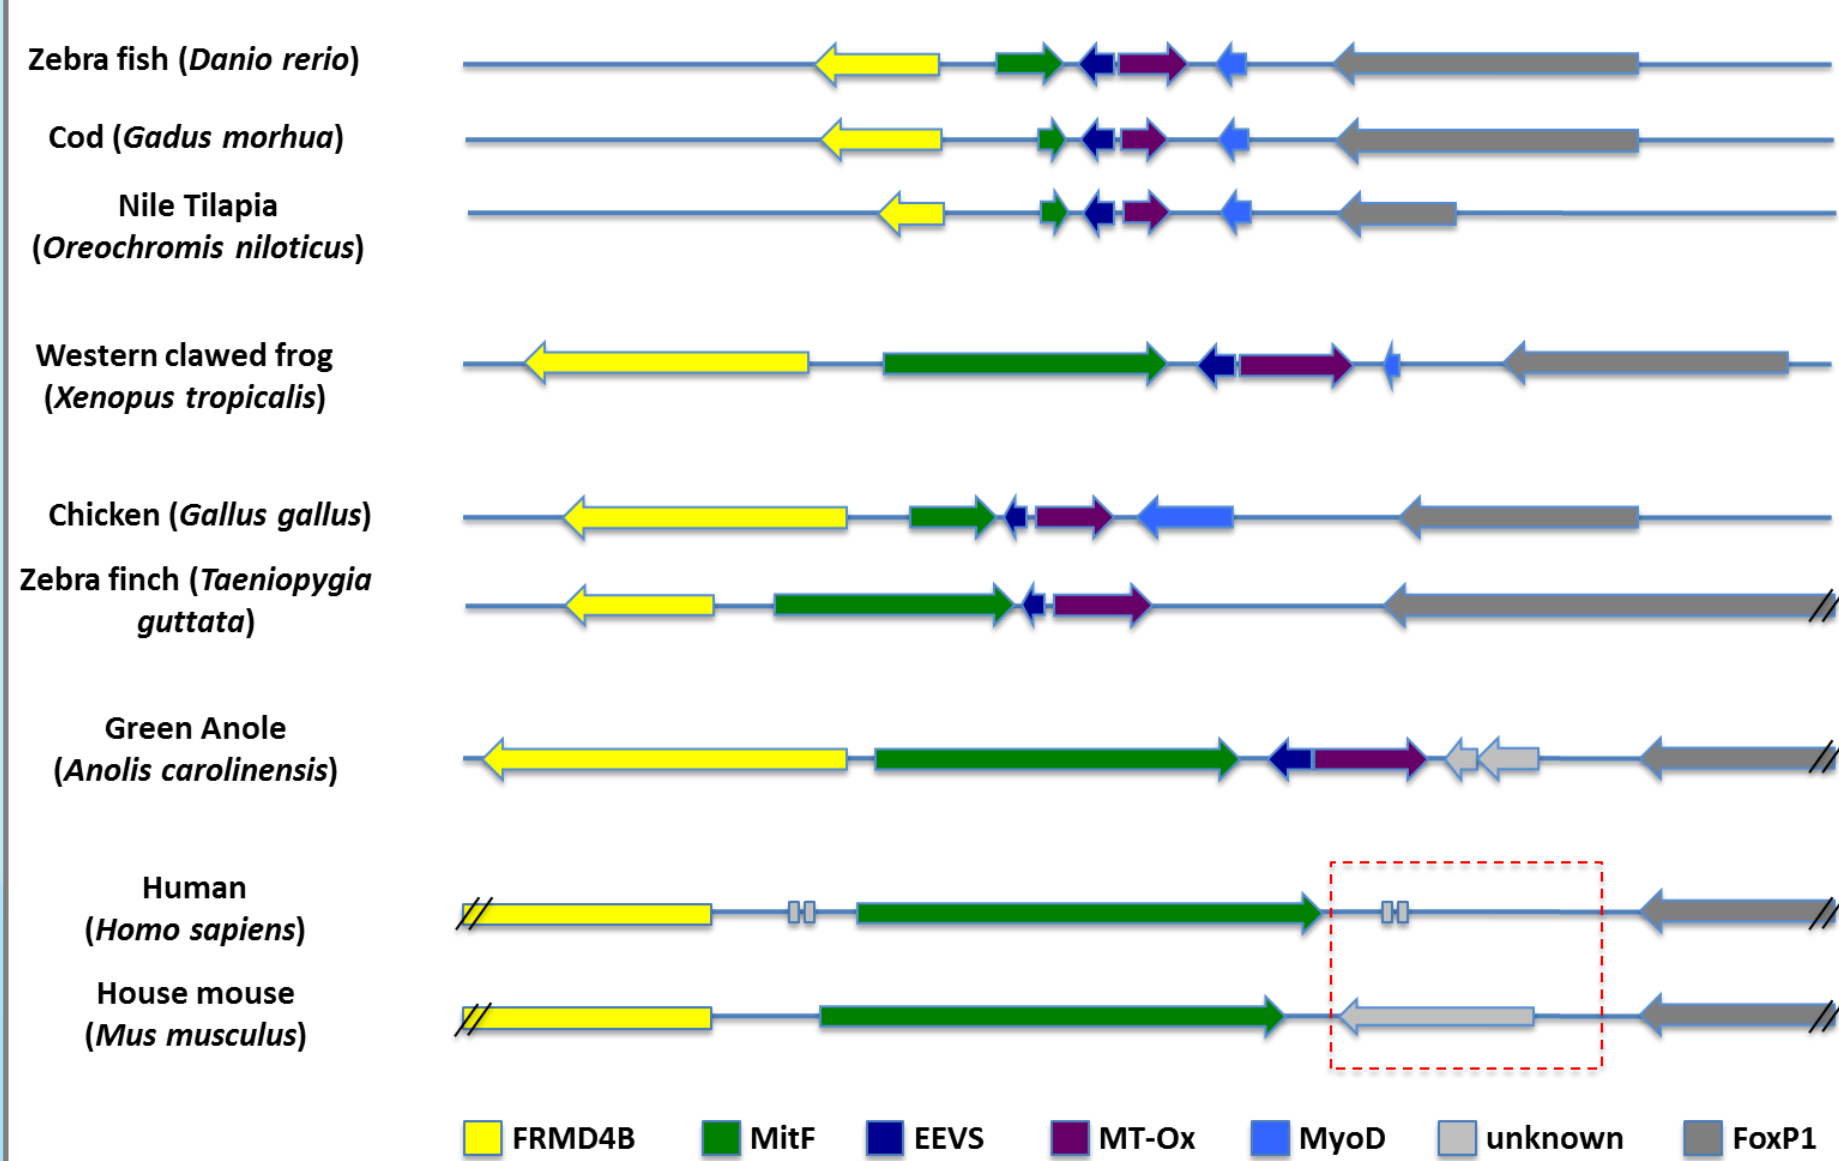 Zebra fish (Danio rerio)
Cod (Gadus morhua)
Nile Tilapia
(Oreochromis niloticus)
Western clawed frog
(Xenopus tropicalis)
Chicken (Gallus gallus)
Zebra finch (Taeniopygia
guttata)
Green Anole
(Anolis carolinensis)
Human
(Homo sapiens)
House mouse
(Mus musculus)
FRMD4B MitF EEVS MT-Ox MyoD unknown FoxP1